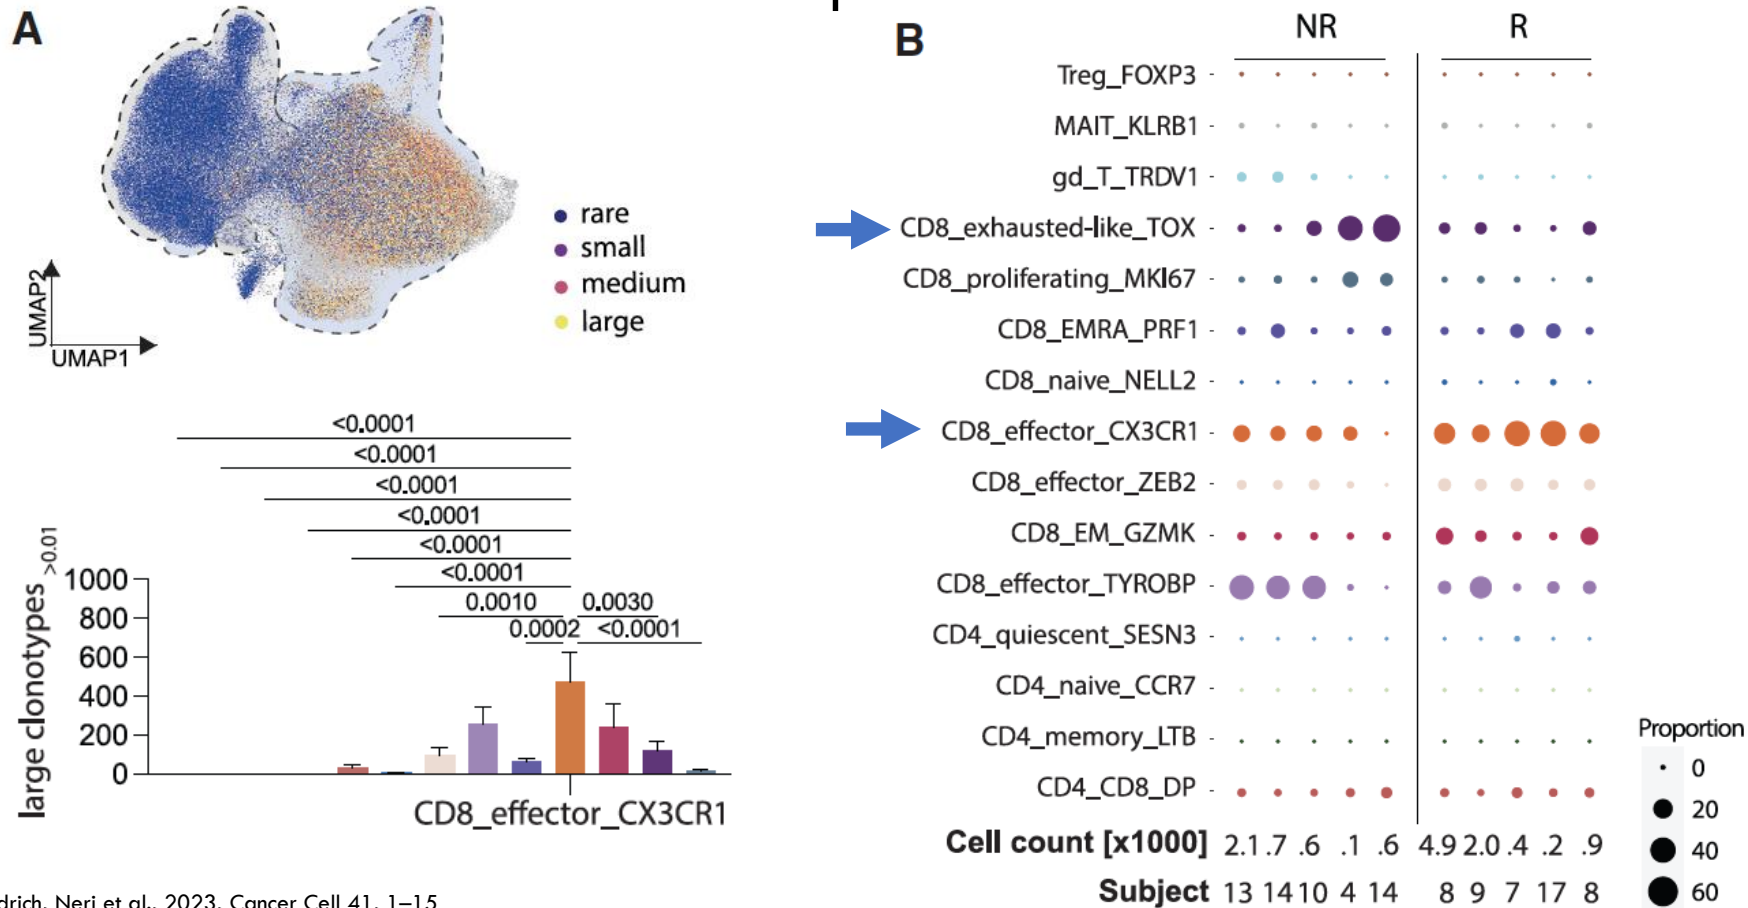 A
rare
small
medium
large
UMAP2
UMAP1
<0.0001
<0.0001
<0.0001
<0.0001
<0.0001
<0.0001
0.0010 0.0030
0.0002 <0.0001
large clonotypes >0.01
1000
800
600
400
200
0
CD8_effector_CX3CR1
B
NR R
Treg_FOXP3
MAIT_KLRB1
gd_T_TRDV1
CD8_exhausted-like_TOX
CD8_proliferating_MKI67
CD8_EMRA_PRF1
CD8_naive_NELL2
CD8_effector_CX3CR1
CD8_effector_ZEB2
CD8_EM_GZMK
CD8_effector_TYROBP
CD4_quiescent_SESN3
CD4_naive_CCR7
CD4_memory_LTB
CD4_CD8_DP
Cell count [x1000] 2.1 .7 .6 .1 .6 4.9 2.0 .4 .2 .9
Subject 13 14 10 4 14 8 9 7 17 8
Proportion
0
20
40
60
Neri et al., 2023, Cancer Cell 41, 1–15